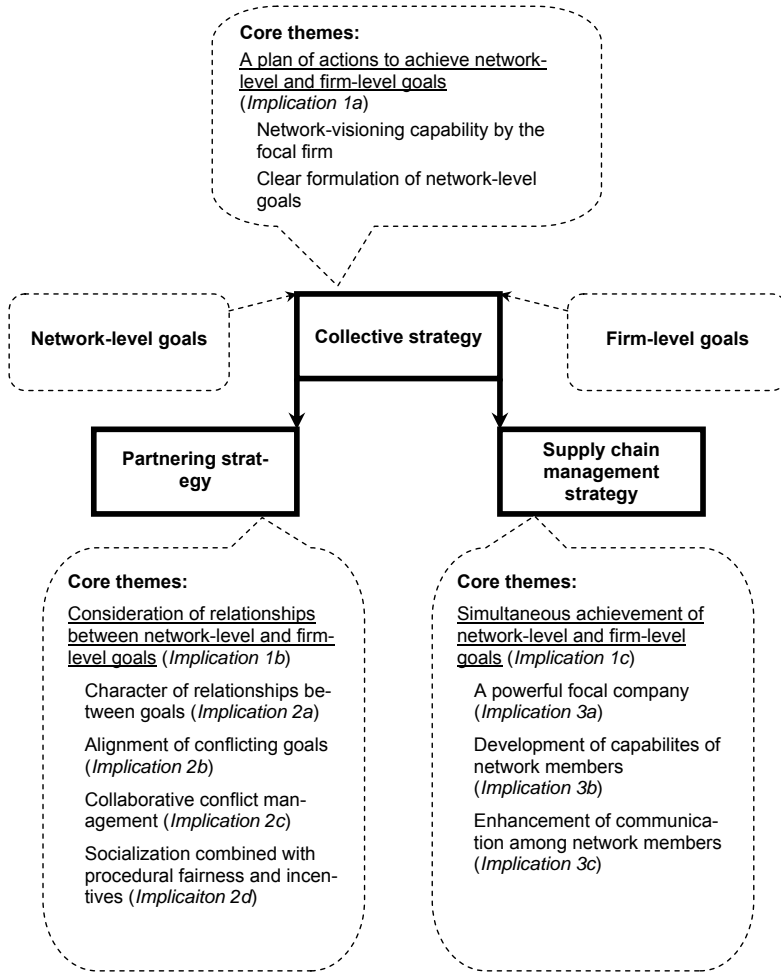 Core themes:
A plan of actions to achieve network-
level and firm-level goals
(Implication 1a)
Network-visioning capability by the
focal firm
Clear formulation of network-level
goals
Network-level goals
Collective strategy
Firm-level goals
Partnering strat-
egy
Supply chain
management
strategy
Core themes:
Consideration of relationships
between network-level and firm-
level goals (Implication 1b)
Character of relationships be-
tween goals (Implication 2a)
Alignment of conflicting goals
(Implication 2b)
Collaborative conflict man-
agement (Implication 2c)
Socialization combined with
procedural fairness and incen-
tives (Implicaiton 2d)
Core themes:
Simultaneous achievement of
network-level and firm-level
goals (Implication 1c)
A powerful focal company
(Implication 3a)
Development of capabilites of
network members
(Implication 3b)
Enhancement of communica-
tion among network members
(Implication 3c)